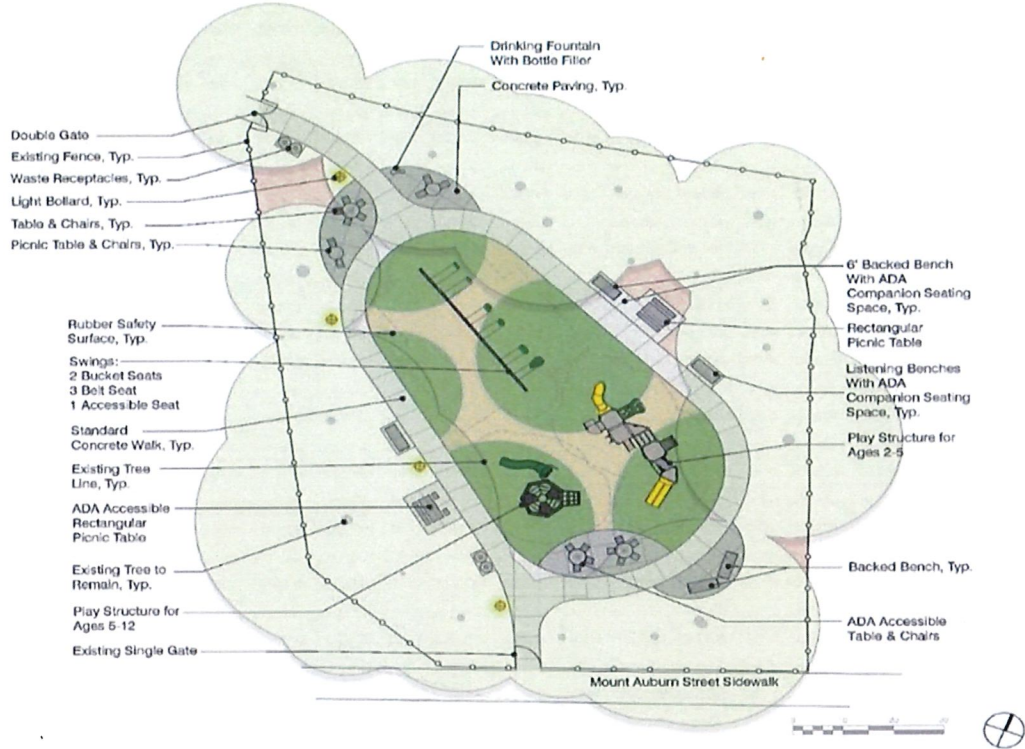 Drinking Fountain
With Bottle Filler
Concrete Paving, Typ.
Double Gate
Existing Fence, Typ.
Waste Receptacles, Typ.
Light Bollard, Typ.
Table & Chairs, Typ.
Picnic Table & Chairs, Typ.
Rubber Safety
Surface, Typ.
Swings:
2 Bucket Seats
3 Belt Seat
1 Accessible Seat
Standard
Concrete Walk, Typ.
Existing Tree
Line, Typ.
ADA Accessible
Rectangular
Picnic Table
Existing Tree to
Remain, Typ.
Play Structure for
Ages 5-12
Existing Single Gate
6' Backed Bench
With ADA
Companion Seating
Space, Typ.
Rectangular
Picnic Table
Listening Benches
With ADA
Companion Seating
Space, Typ.
Play Structure for
Ages 2-5
Backed Bench, Typ.
ADA Accessible
Table & Chairs
Mount Auburn Street Sidewalk